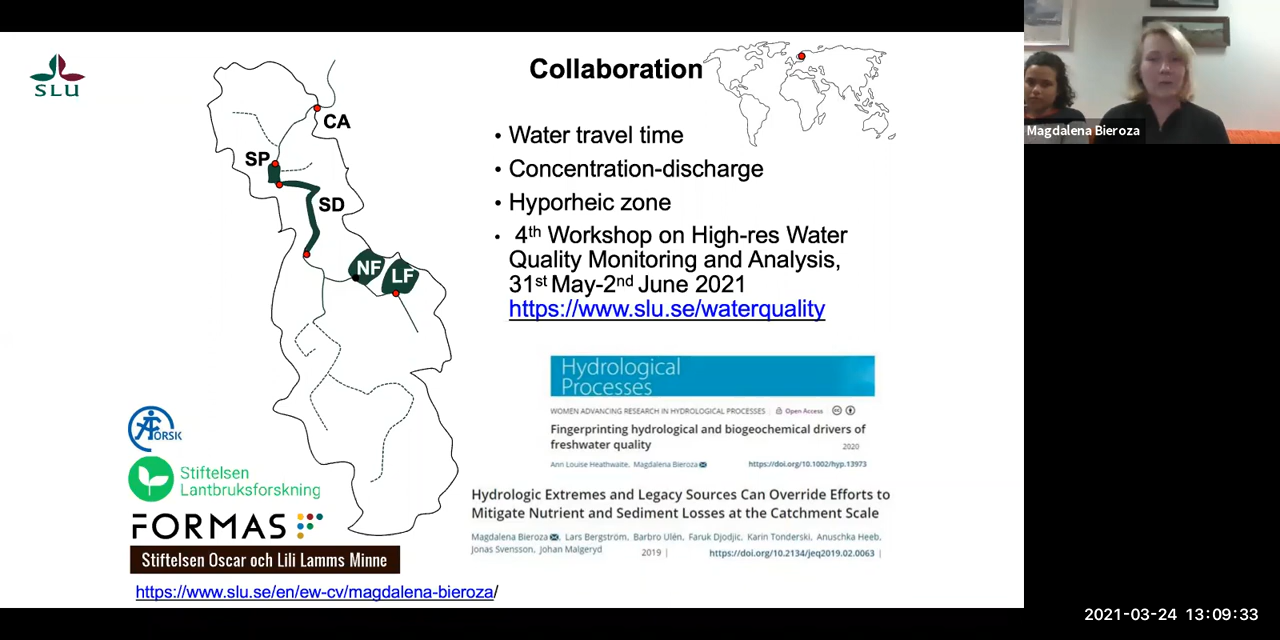 SLU
Collaboration
CA
SP
SD
NF
LF
• Water travel time
• Concentration-discharge
• Hyporheic zone
• 4th Workshop on High-res Water
Quality Monitoring and Analysis,
31st May-2nd June 2021
https://www.slu.se/waterquality
Hydrological
Processes
WOMEN ADVANCING RESEARCH IN HYDROLOGICAL PROCESSES | Open Access
Fingerprinting hydrological and biogeochemical drivers of
freshwater quality
2020
Ann Louise Heathwaite, Magdalena Bieroza
https://doi.org/10.1002/hyp.13973
Hydrologic Extremes and Legacy Sources Can Override Efforts to
Mitigate Nutrient and Sediment Losses at the Catchment Scale
Magdalena Bieroza, Lars Bergström, Barbro Ulén, Faruk Djodjic, Karin Tonderski, Anuschka Heeb,
Jonas Svensson, Johan Malgeryd
2019 | https://doi.org/10.2134/jeq2019.02.0063 |
ÅFORSK
Stiftelsen
Lantbruksforskning
FORMAS
Stiftelsen Oscar och Lili Lamms Minne
https://www.slu.se/en/ew-cv/magdalena-bieroza/
Magdalena Bieroza
2021-03-24 13:09:33